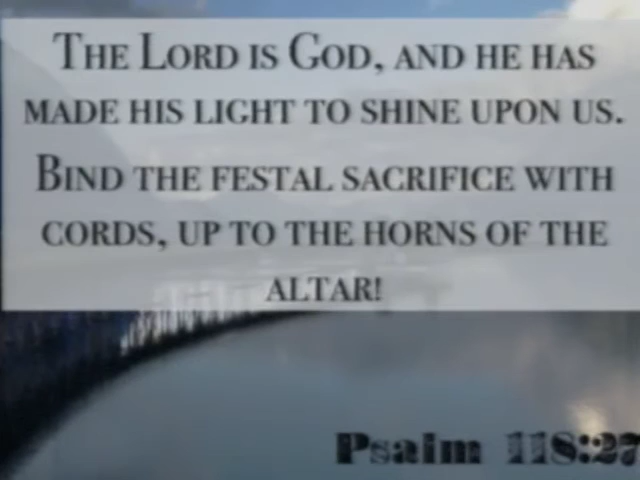 The Lord is God, and he has
made his light to shine upon us.
Bind the festal sacrifice with
cords, up to the horns of the
altar!
Psalm 118:27